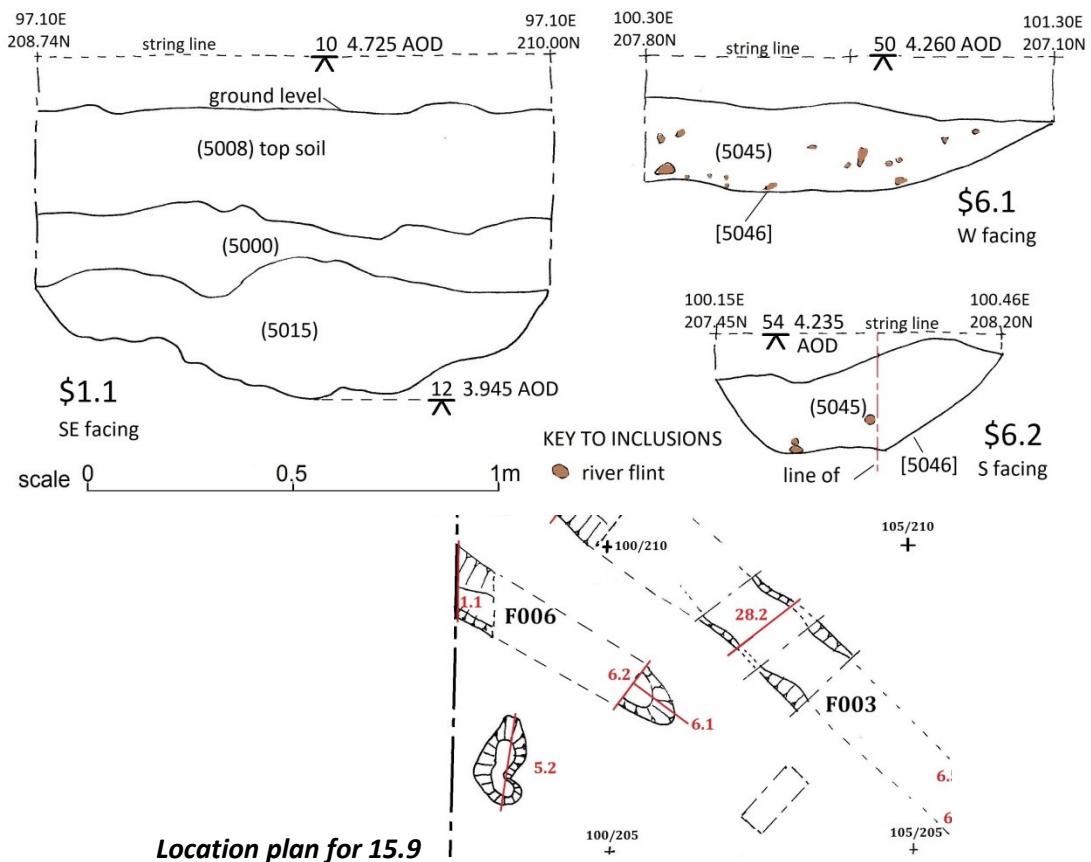 97.10E
208.74N
string line
10 4.725 AOD
97.10E
210.00N
ground level
(5008) top soil
(5000)
(5015)
$1.1
SE facing
12 3.945 AOD
100.30E
207.80N
string line
50 4.260 AOD
101.30E
207.10N
(5045)
[5046]
$6.1
W facing
100.15E
207.45N
54 4.235
AOD
string line
100.46E
208.20N
(5045)
[5046]
$6.2
S facing
line of
KEY TO INCLUSIONS
river flint
scale 0 0.5 1m
100/210
105/210
1.1
F006
28.2
6.2
6.1
F003
5.2
6.
6
100/205
105/205
Location plan for 15.9